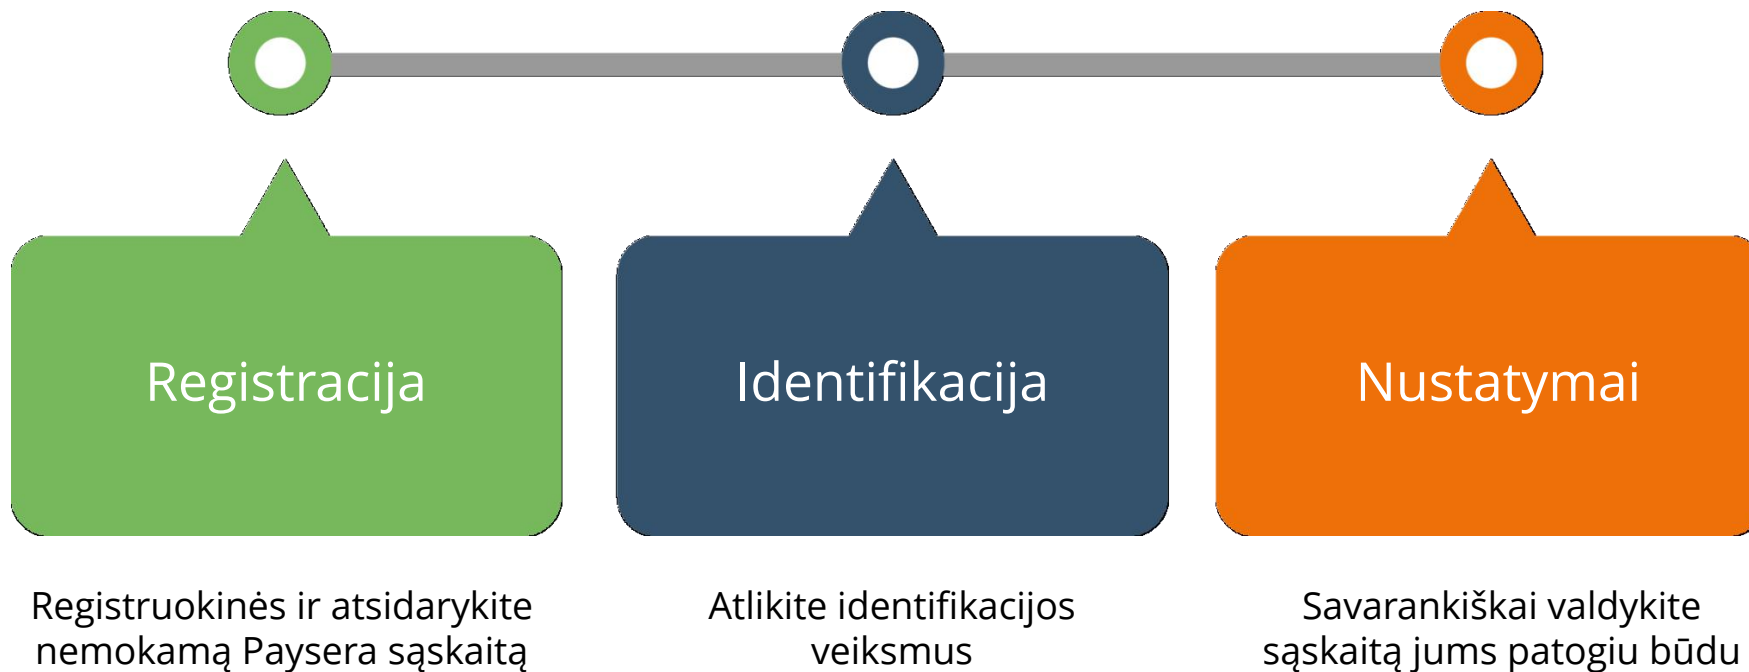 Registracija
Identifikacija
Nustatymai
Registruokinės ir atsidarykite
nemokamą Paysera sąskaitą
Atlikite identifikacijos
veiksmus
Savarankiškai valdykite
sąskaitą jums patogiu būdu